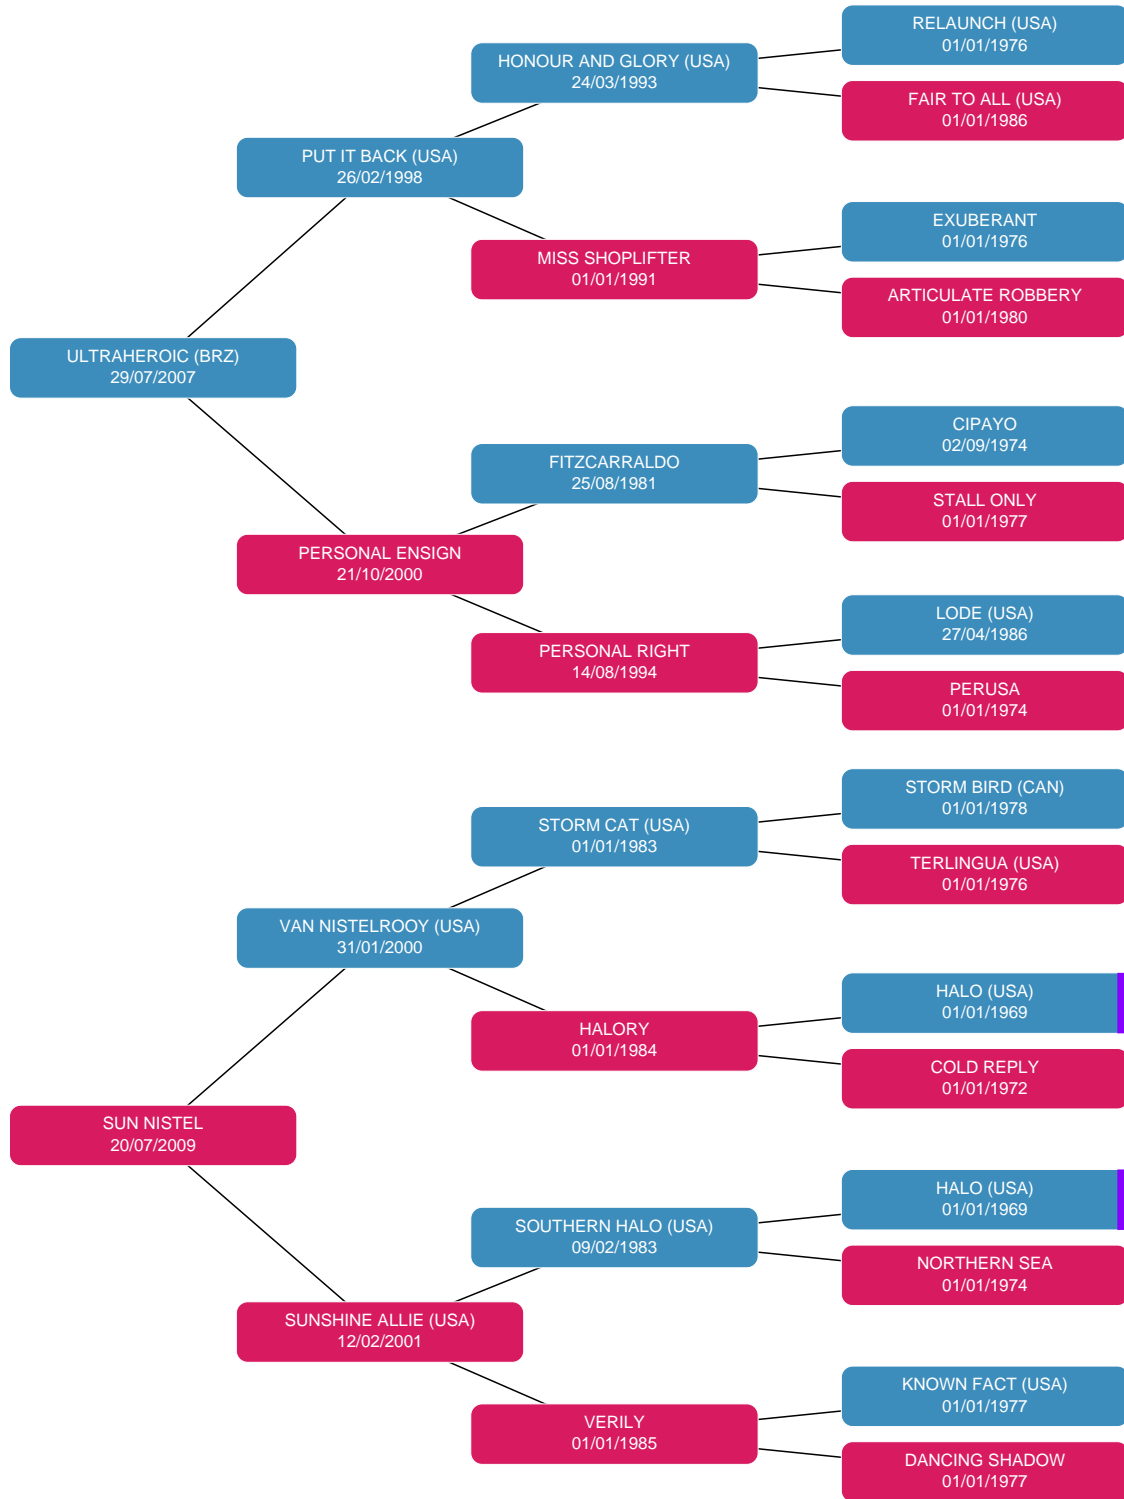 RELAUNCH (USA)
01/01/1976
HONOUR AND GLORY (USA)
24/03/1993
FAIR TO ALL (USA)
01/01/1986
PUT IT BACK (USA)
26/02/1998
EXUBERANT
01/01/1976
MISS SHOPLIFTER
01/01/1991
ARTICULATE ROBBERY
01/01/1980
ULTRAHEROIC (BRZ)
29/07/2007
CIPAYO
02/09/1974
FITZCARRALDO
25/08/1981
STALL ONLY
01/01/1977
PERSONAL ENSIGN
21/10/2000
LODE (USA)
27/04/1986
PERSONAL RIGHT
14/08/1994
PERUSA
01/01/1974
STORM BIRD (CAN)
01/01/1978
STORM CAT (USA)
01/01/1983
TERLINGUA (USA)
01/01/1976
VAN NISTELROOY (USA)
31/01/2000
HALO (USA)
01/01/1969
HALORY
01/01/1984
COLD REPLY
01/01/1972
SUN NISTEL
20/07/2009
HALO (USA)
01/01/1969
SOUTHERN HALO (USA)
09/02/1983
NORTHERN SEA
01/01/1974
SUNSHINE ALLIE (USA)
12/02/2001
KNOWN FACT (USA)
01/01/1977
VERILY
01/01/1985
DANCING SHADOW
01/01/1977